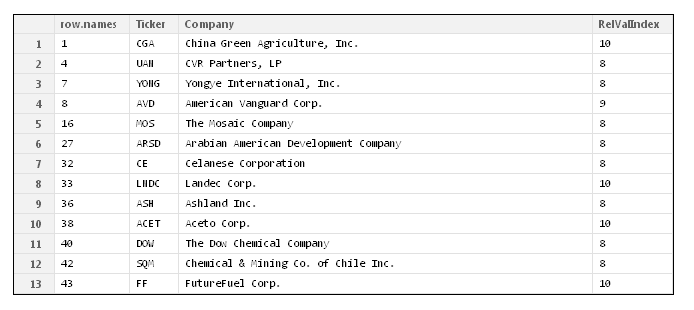 row.names Ticker Company RelValIndex
1 1 CGA China Green Agriculture, Inc. 10
2 4 UAN CVR Partners, LP 8
3 7 YONG Yongye International, Inc. 8
4 8 AVD American Vanguard Corp. 9
5 16 MOS The Mosaic Company 8
6 27 ARSD Arabian American Development Company 8
7 32 CE Celanese Corporation 8
8 33 LNDC Landec Corp. 10
9 36 ASH Ashland Inc. 8
10 38 ACET Aceto Corp. 10
11 40 DOW The Dow Chemical Company 8
12 42 SQM Chemical & Mining Co. of Chile Inc. 8
13 43 FF FutureFuel Corp. 10